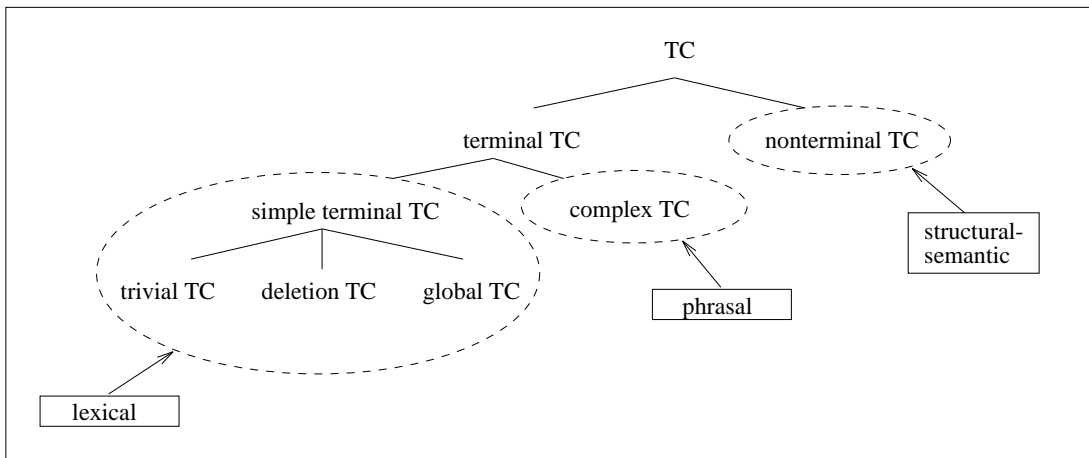 TC
terminal TC
nonterminal TC
simple terminal TC
complex TC
structural-
semantic
trivial TC
deletion TC
global TC
phrasal
lexical